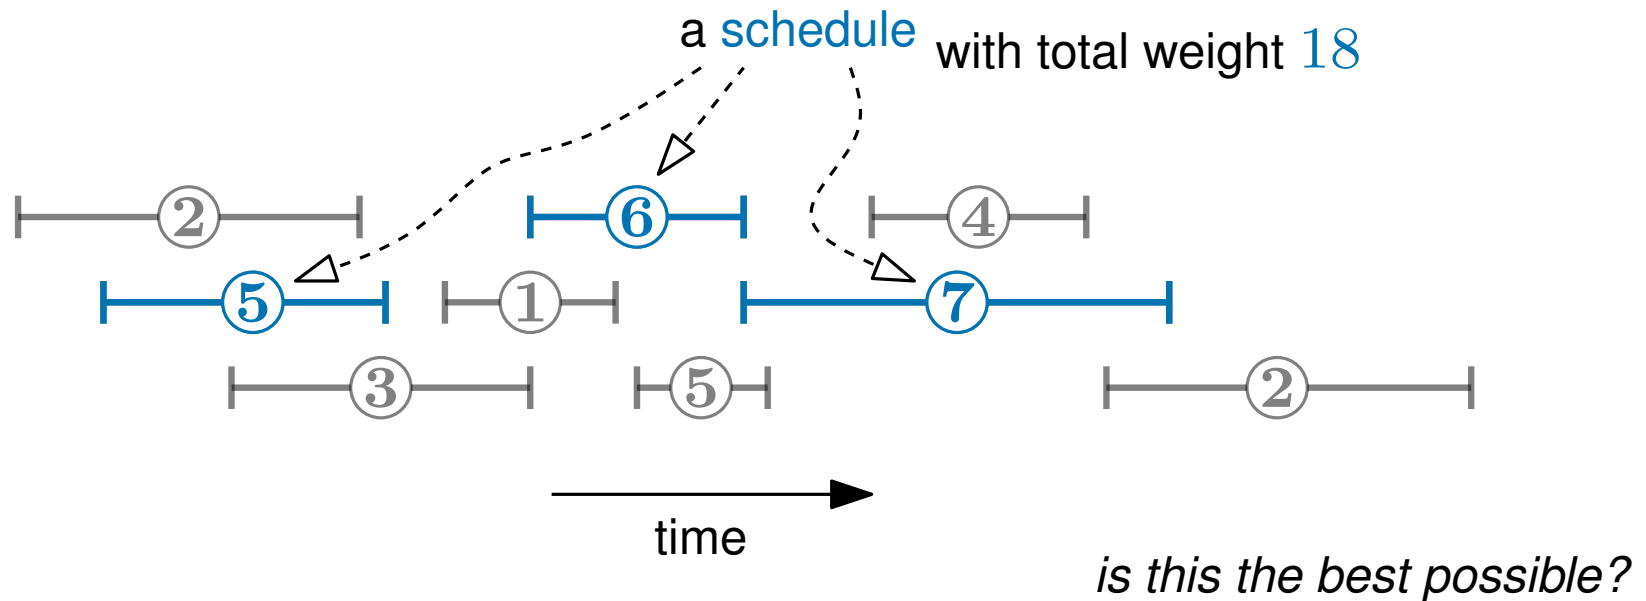 a schedule with total weight 18
2 6 4
5 1 7
3 5 2
time
is this the best possible?